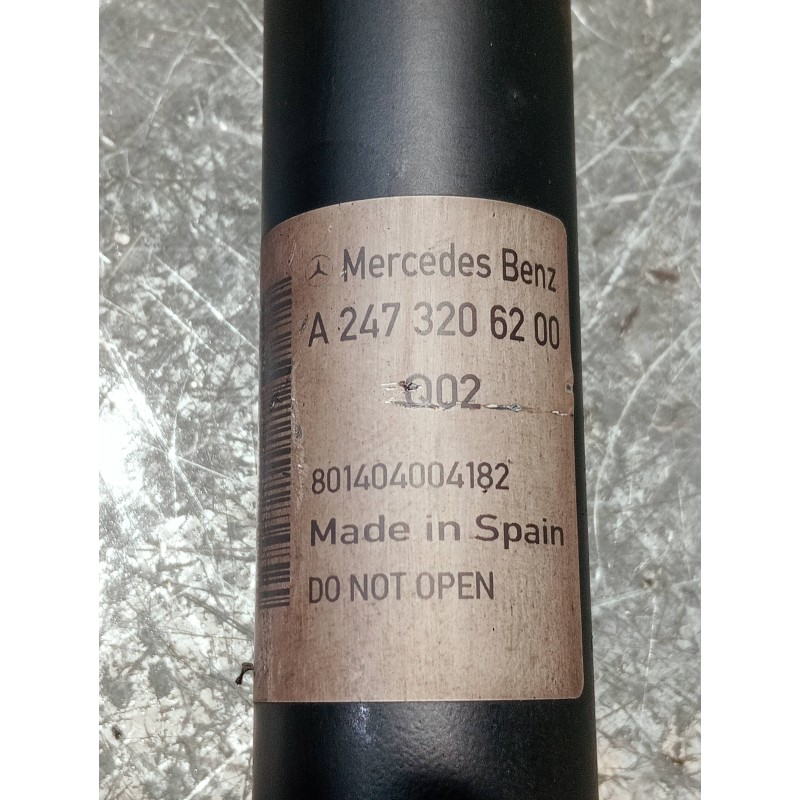 Mercedes Benz
A 247 320 62 00
Q02
801404004182
Made in Spain
DO NOT OPEN